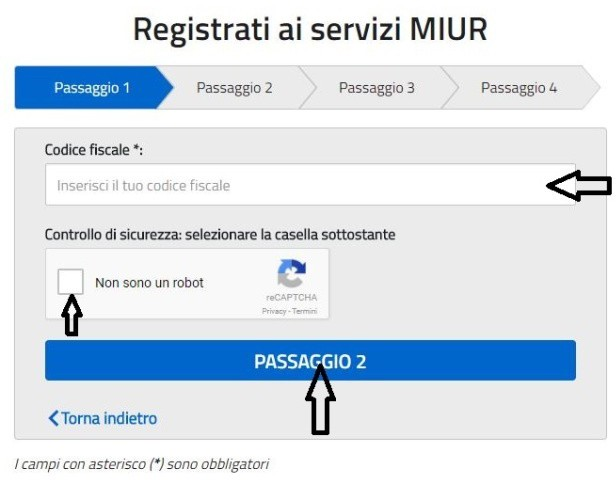 Registrati ai servizi MIUR
Passaggio 1 Passaggio 2 Passaggio 3 Passaggio 4
Codice fiscale *:
Inserisci il tuo codice fiscale
Controllo di sicurezza: selezionare la casella sottostante
Non sono un robot
reCAPTCHA
Privacy - Termini
PASSAGGIO 2
Torna indietro
I campi con asterisco (*) sono obbligatori